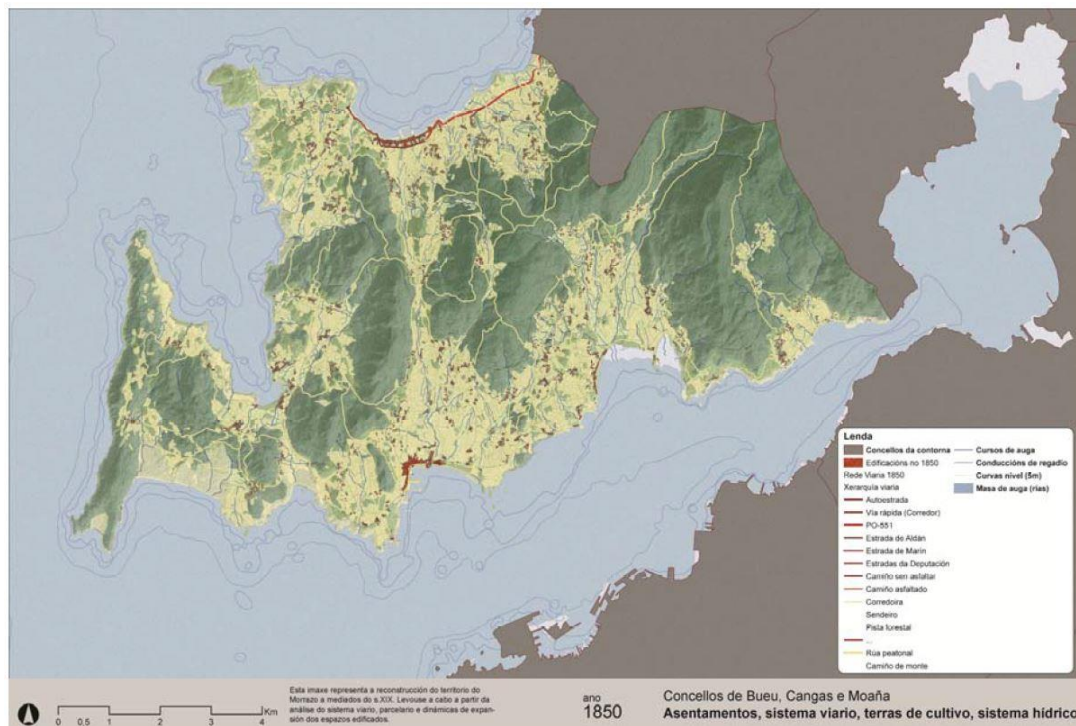 Lenda
Concellos da contorna
Edificacións no 1850
Rede Viaria 1850
Xerarquía viaria
Autoestrada
Vía rápida (Corredor)
PO-551
Estrada de Aldán
Estrada de Marín
Estradas da Deputación
Camiño sen asfaltar
Camiño asfaltado
Corredoira
Sendeiro
Pista forestal
...
Rúa peatonal
Camiño de monte
Cursos de auga
Conduccións de regadio
Curvas nivel (5m)
Masa de auga (rías)
0 0.5 1 2 3 4 Km
Esta imaxe representa a reconstrución do territorio do
Morrazo a mediados do s.XIX. Levouse a cabo a partir da
análise do sistema viario, parcelario e dinámicas de expan-
sión dos espazos edificados.
ano
1850
Concellos de Bueu, Cangas e Moaña
Asentamentos, sistema viario, terras de cultivo, sistema hídrico